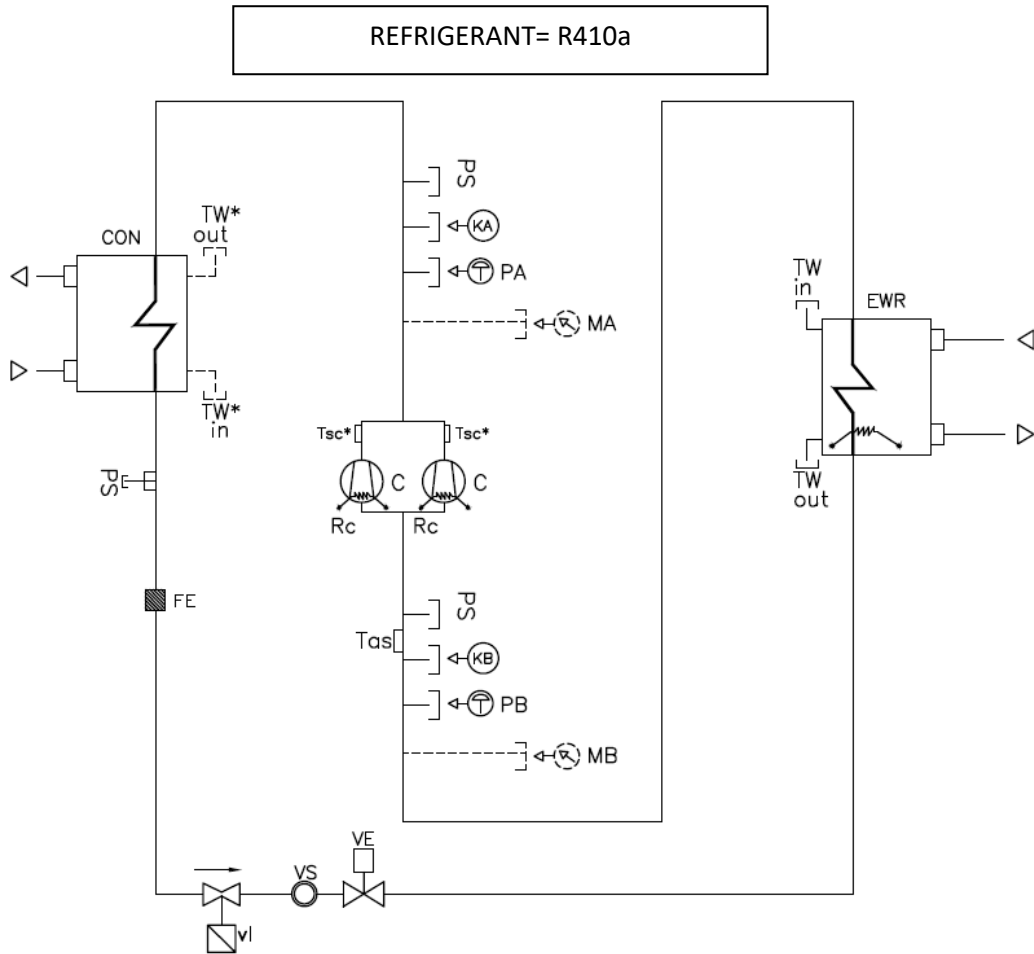 REFRIGERANT= R410a
PS
KA
PA
MA
TW*
out
CON
TW*
in
TW
in
EWR
TW
out
Tsc*
Tsc*
C
C
Rc
Rc
PS
FE
PS
Tas
KB
PB
MB
VE
VS
vl